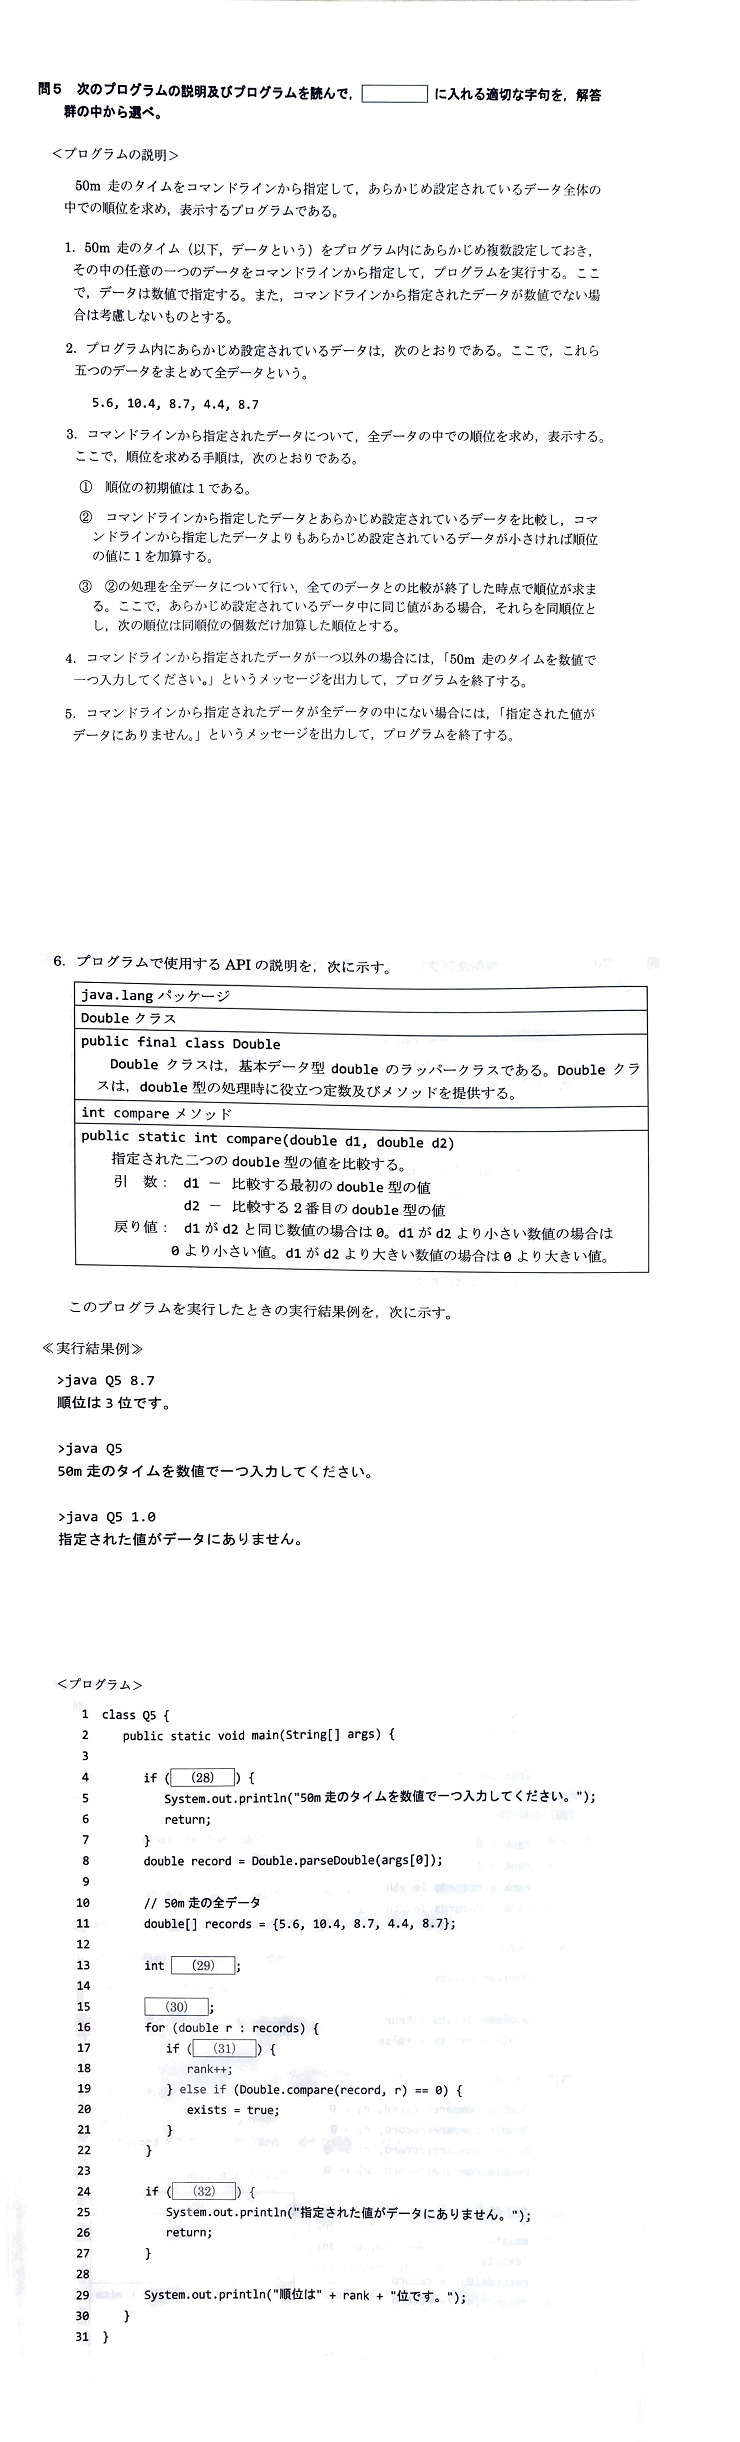 問5　次のプログラムの説明及びプログラムを読んで，　　　に入れる適切な字句を，解答
群の中から選べ。
＜プログラムの説明＞
50m 走のタイムをコマンドラインから指定して，あらかじめ設定されているデータ全体の
中での順位を求め，表示するプログラムである。
1．50m 走のタイム（以下，データという）をプログラム内にあらかじめ複数設定しておき，
その中の任意の一つのデータをコマンドラインから指定して，プログラムを実行する。ここ
で，データは数値で指定する。また，コマンドラインから指定されたデータが数値でない場
合は考慮しないものとする。
2．プログラム内にあらかじめ設定されているデータは，次のとおりである。ここで，これら
五つのデータをまとめて全データという。
5.6, 10.4, 8.7, 4.4, 8.7
3．コマンドラインから指定されたデータについて，全データの中での順位を求め，表示する。
ここで，順位を求める手順は，次のとおりである。
①　順位の初期値は1である。
②　コマンドラインから指定したデータとあらかじめ設定されているデータを比較し，コマ
ンドラインから指定したデータよりもあらかじめ設定されているデータが小さければ順位
の値に1を加算する。
③　②の処理を全データについて行い，全てのデータとの比較が終了した時点で順位が求ま
る。ここで，あらかじめ設定されているデータ中に同じ値がある場合，それらを同順位と
し，次の順位は同順位の個数だけ加算した順位とする。
4．コマンドラインから指定されたデータが一つ以外の場合には，「50m 走のタイムを数値で
一つ入力してください。」というメッセージを出力して，プログラムを終了する。
5．コマンドラインから指定されたデータが全データの中にない場合には，「指定された値が
データにありません。」というメッセージを出力して，プログラムを終了する。
6．プログラムで使用する API の説明を，次に示す。
java.lang パッケージ
Double クラス
public final class Double
Double クラスは，基本データ型 double のラッパークラスである。Double クラ
スは，double 型の処理時に役立つ定数及びメソッドを提供する。
int compare メソッド
public static int compare(double d1, double d2)
指定された二つの double 型の値を比較する。
引　数： d1 － 比較する最初の double 型の値
d2 － 比較する2番目の double 型の値
戻り値： d1 が d2 と同じ数値の場合は 0。d1 が d2 より小さい数値の場合は
0 より小さい値。d1 が d2 より大きい数値の場合は 0 より大きい値。
このプログラムを実行したときの実行結果例を，次に示す。
≪実行結果例≫
>java Q5 8.7
順位は 3 位です。
>java Q5
50m 走のタイムを数値で一つ入力してください。
>java Q5 1.0
指定された値がデータにありません。
＜プログラム＞
1 class Q5 {
2 public static void main(String[] args) {
3
4 if ( (28) ) {
5 System.out.println("50m 走のタイムを数値で一つ入力してください。");
6 return;
7 }
8 double record = Double.parseDouble(args[0]);
9
10 // 50m 走の全データ
11 double[] records = {5.6, 10.4, 8.7, 4.4, 8.7};
12
13 int (29) ;
14
15 (30) ;
16 for (double r : records) {
17 if ( (31) ) {
18 rank++;
19 } else if (Double.compare(record, r) == 0) {
20 exists = true;
21 }
22 }
23
24 if ( (32) ) {
25 System.out.println("指定された値がデータにありません。");
26 return;
27 }
28
29 System.out.println("順位は" + rank + "位です。");
30 }
31 }